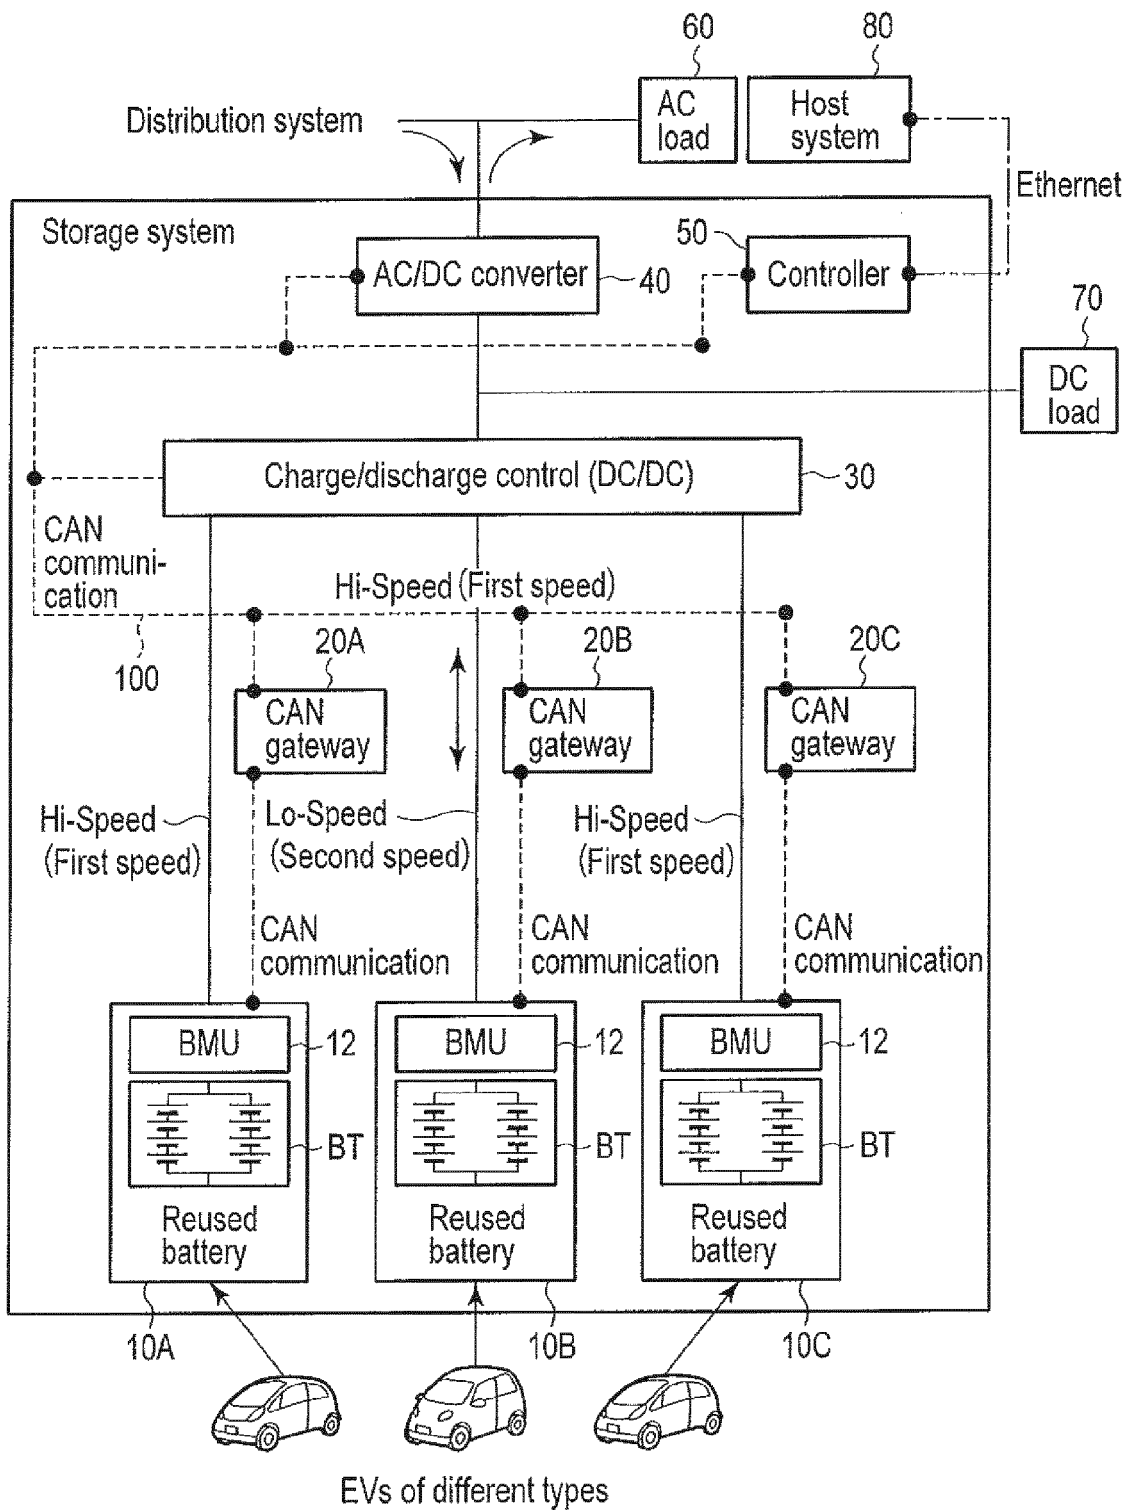 60
80
AC
load
Host
system
Distribution system
Ethernet
Storage system
50
AC/DC converter
40
Controller
70
DC
load
Charge/discharge control (DC/DC)
30
CAN
communi-
cation
Hi-Speed (First speed)
100
20A
20B
20C
CAN
gateway
CAN
gateway
CAN
gateway
Hi-Speed
(First speed)
Lo-Speed
(Second speed)
Hi-Speed
(First speed)
CAN
communication
CAN
communication
CAN
communication
BMU
12
BMU
12
BMU
12
BT
BT
BT
Reused
battery
Reused
battery
Reused
battery
10A
10B
10C
EVs of different types